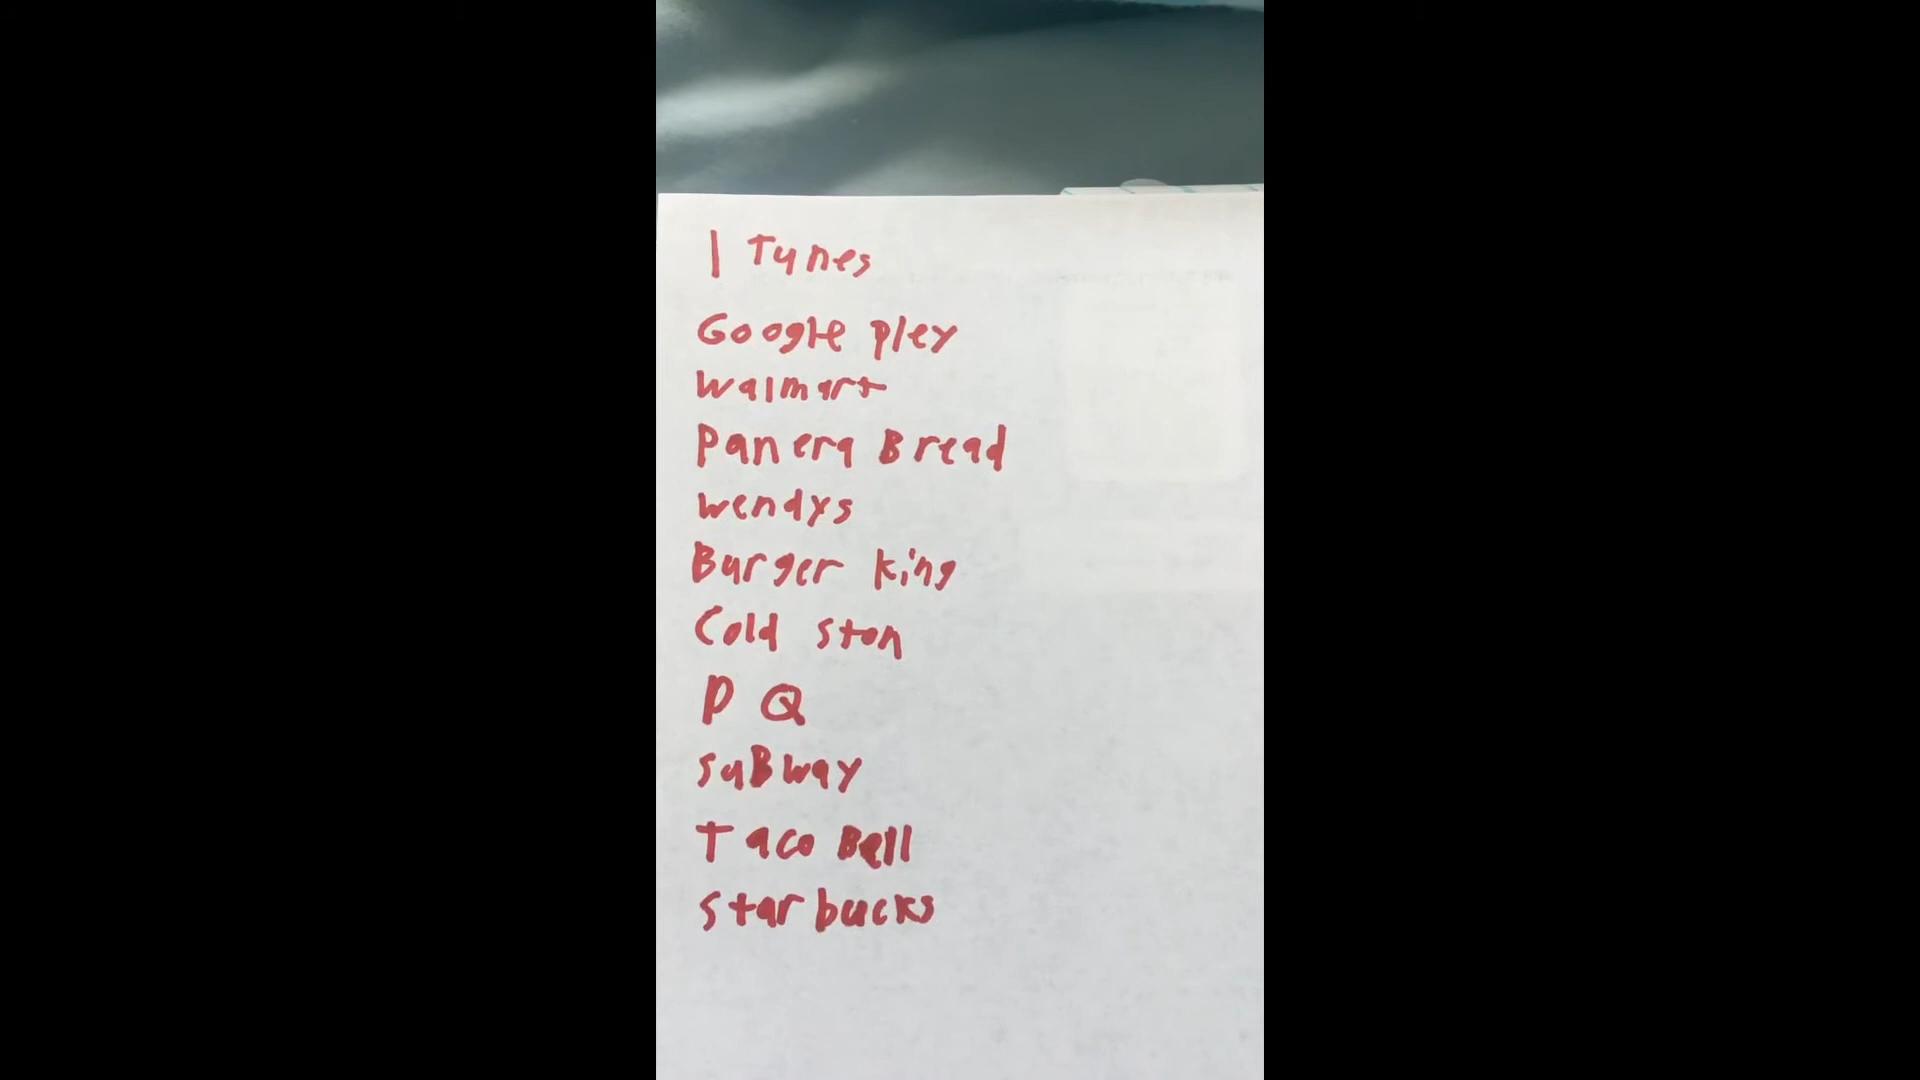 I Tunes
Google pley
walmart
Panera Bread
wendys
Burger king
Cold ston
D Q
suBway
Taco Bell
starbucks